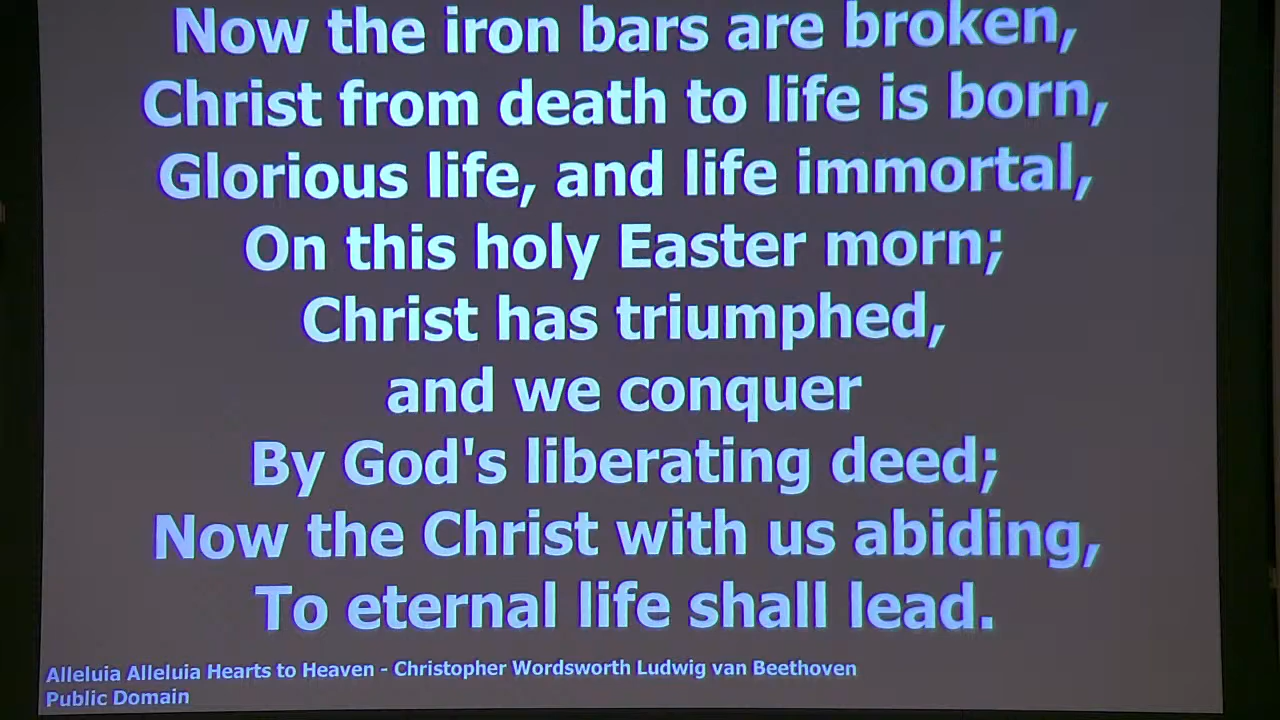 Now the iron bars are broken,
Christ from death to life is born,
Glorious life, and life immortal,
On this holy Easter morn;
Christ has triumphed,
and we conquer
By God's liberating deed;
Now the Christ with us abiding,
To eternal life shall lead.
Alleluia Alleluia Hearts to Heaven - Christopher Wordsworth Ludwig van Beethoven
Public Domain